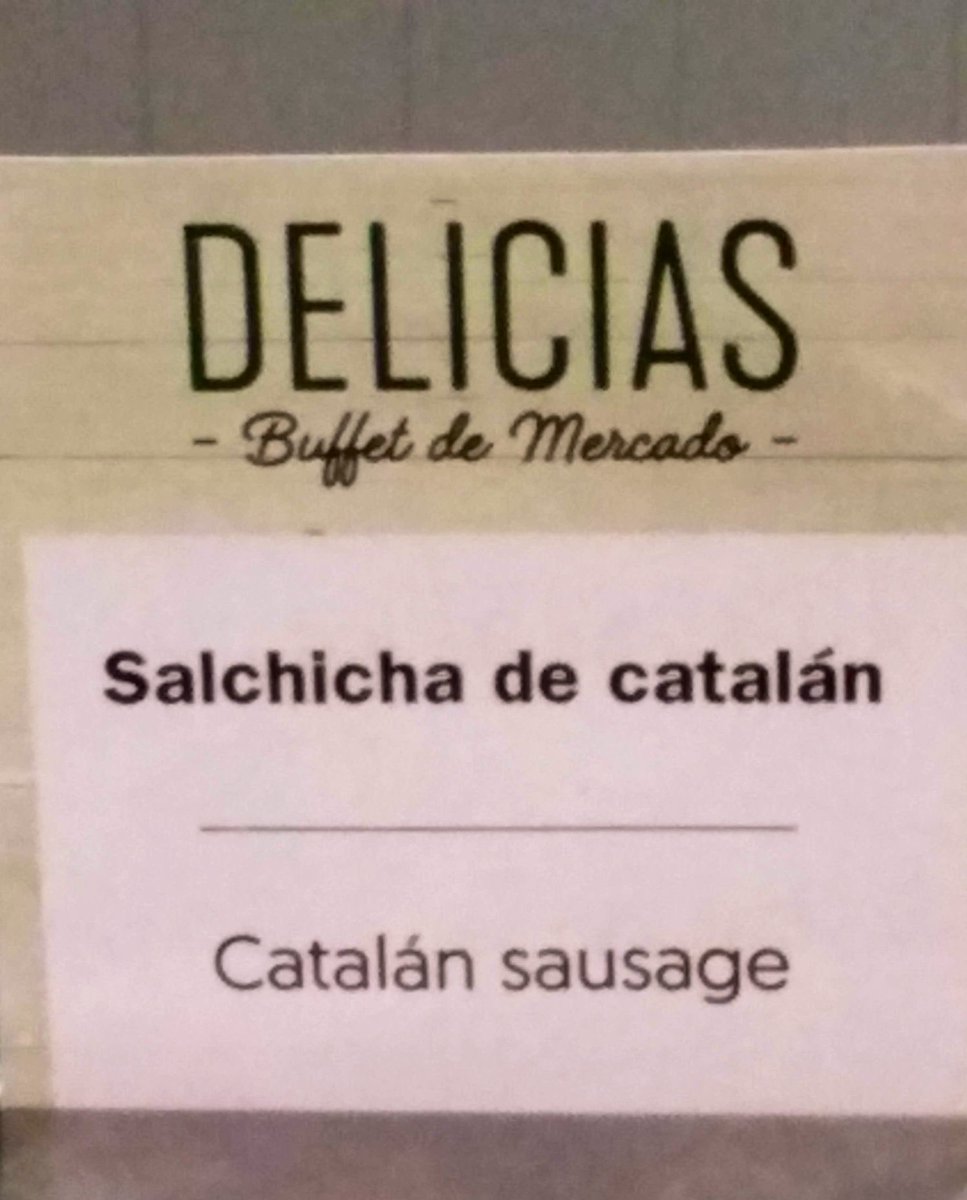 DELICIAS
- Buffet de Mercado -
Salchicha de catalán
Catalán sausage